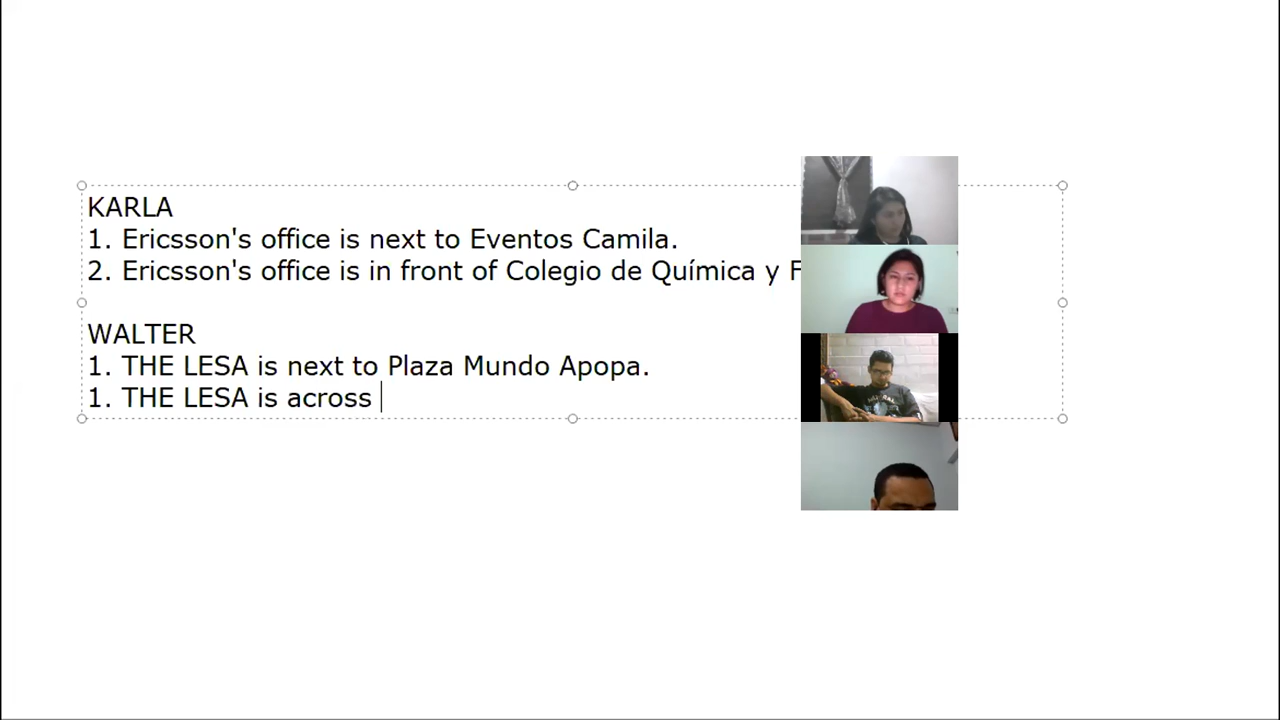 KARLA
1. Ericsson's office is next to Eventos Camila.
2. Ericsson's office is in front of Colegio de Química y
WALTER
1. THE LESA is next to Plaza Mundo Apopa.
1. THE LESA is across